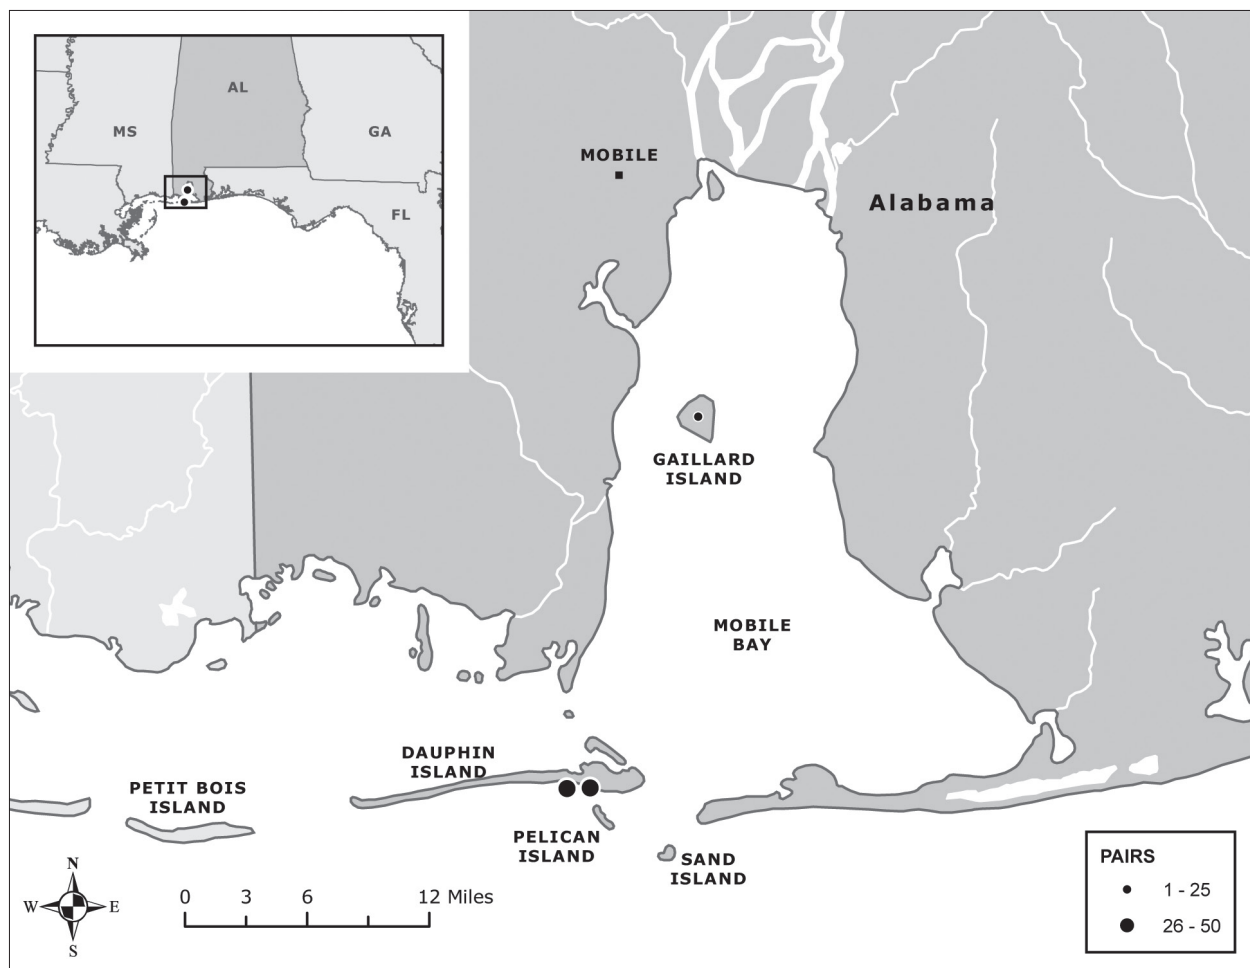 AL
MS
GA
FL
MOBILE
Alabama
GAILLARD
ISLAND
MOBILE
BAY
DAUPHIN
ISLAND
PETIT BOIS
ISLAND
PELICAN
ISLAND
SAND
ISLAND
N
W
E
S
0 3 6 12 Miles
PAIRS
1 - 25
26 - 50